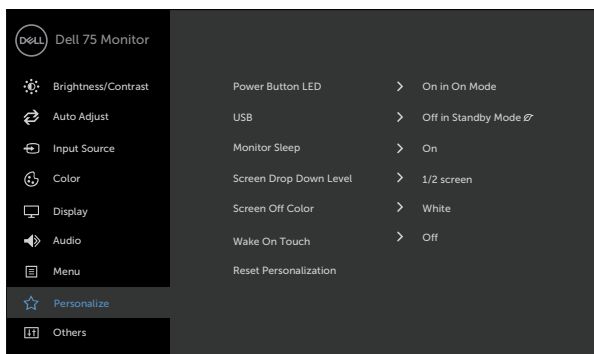 DELL Dell 75 Monitor
Brightness/Contrast Power Button LED On in On Mode
Auto Adjust USB Off in Standby Mode
Input Source Monitor Sleep On
Color Screen Drop Down Level 1/2 screen
Display Screen Off Color White
Audio Wake On Touch Off
Menu Reset Personalization
Personalize
Others